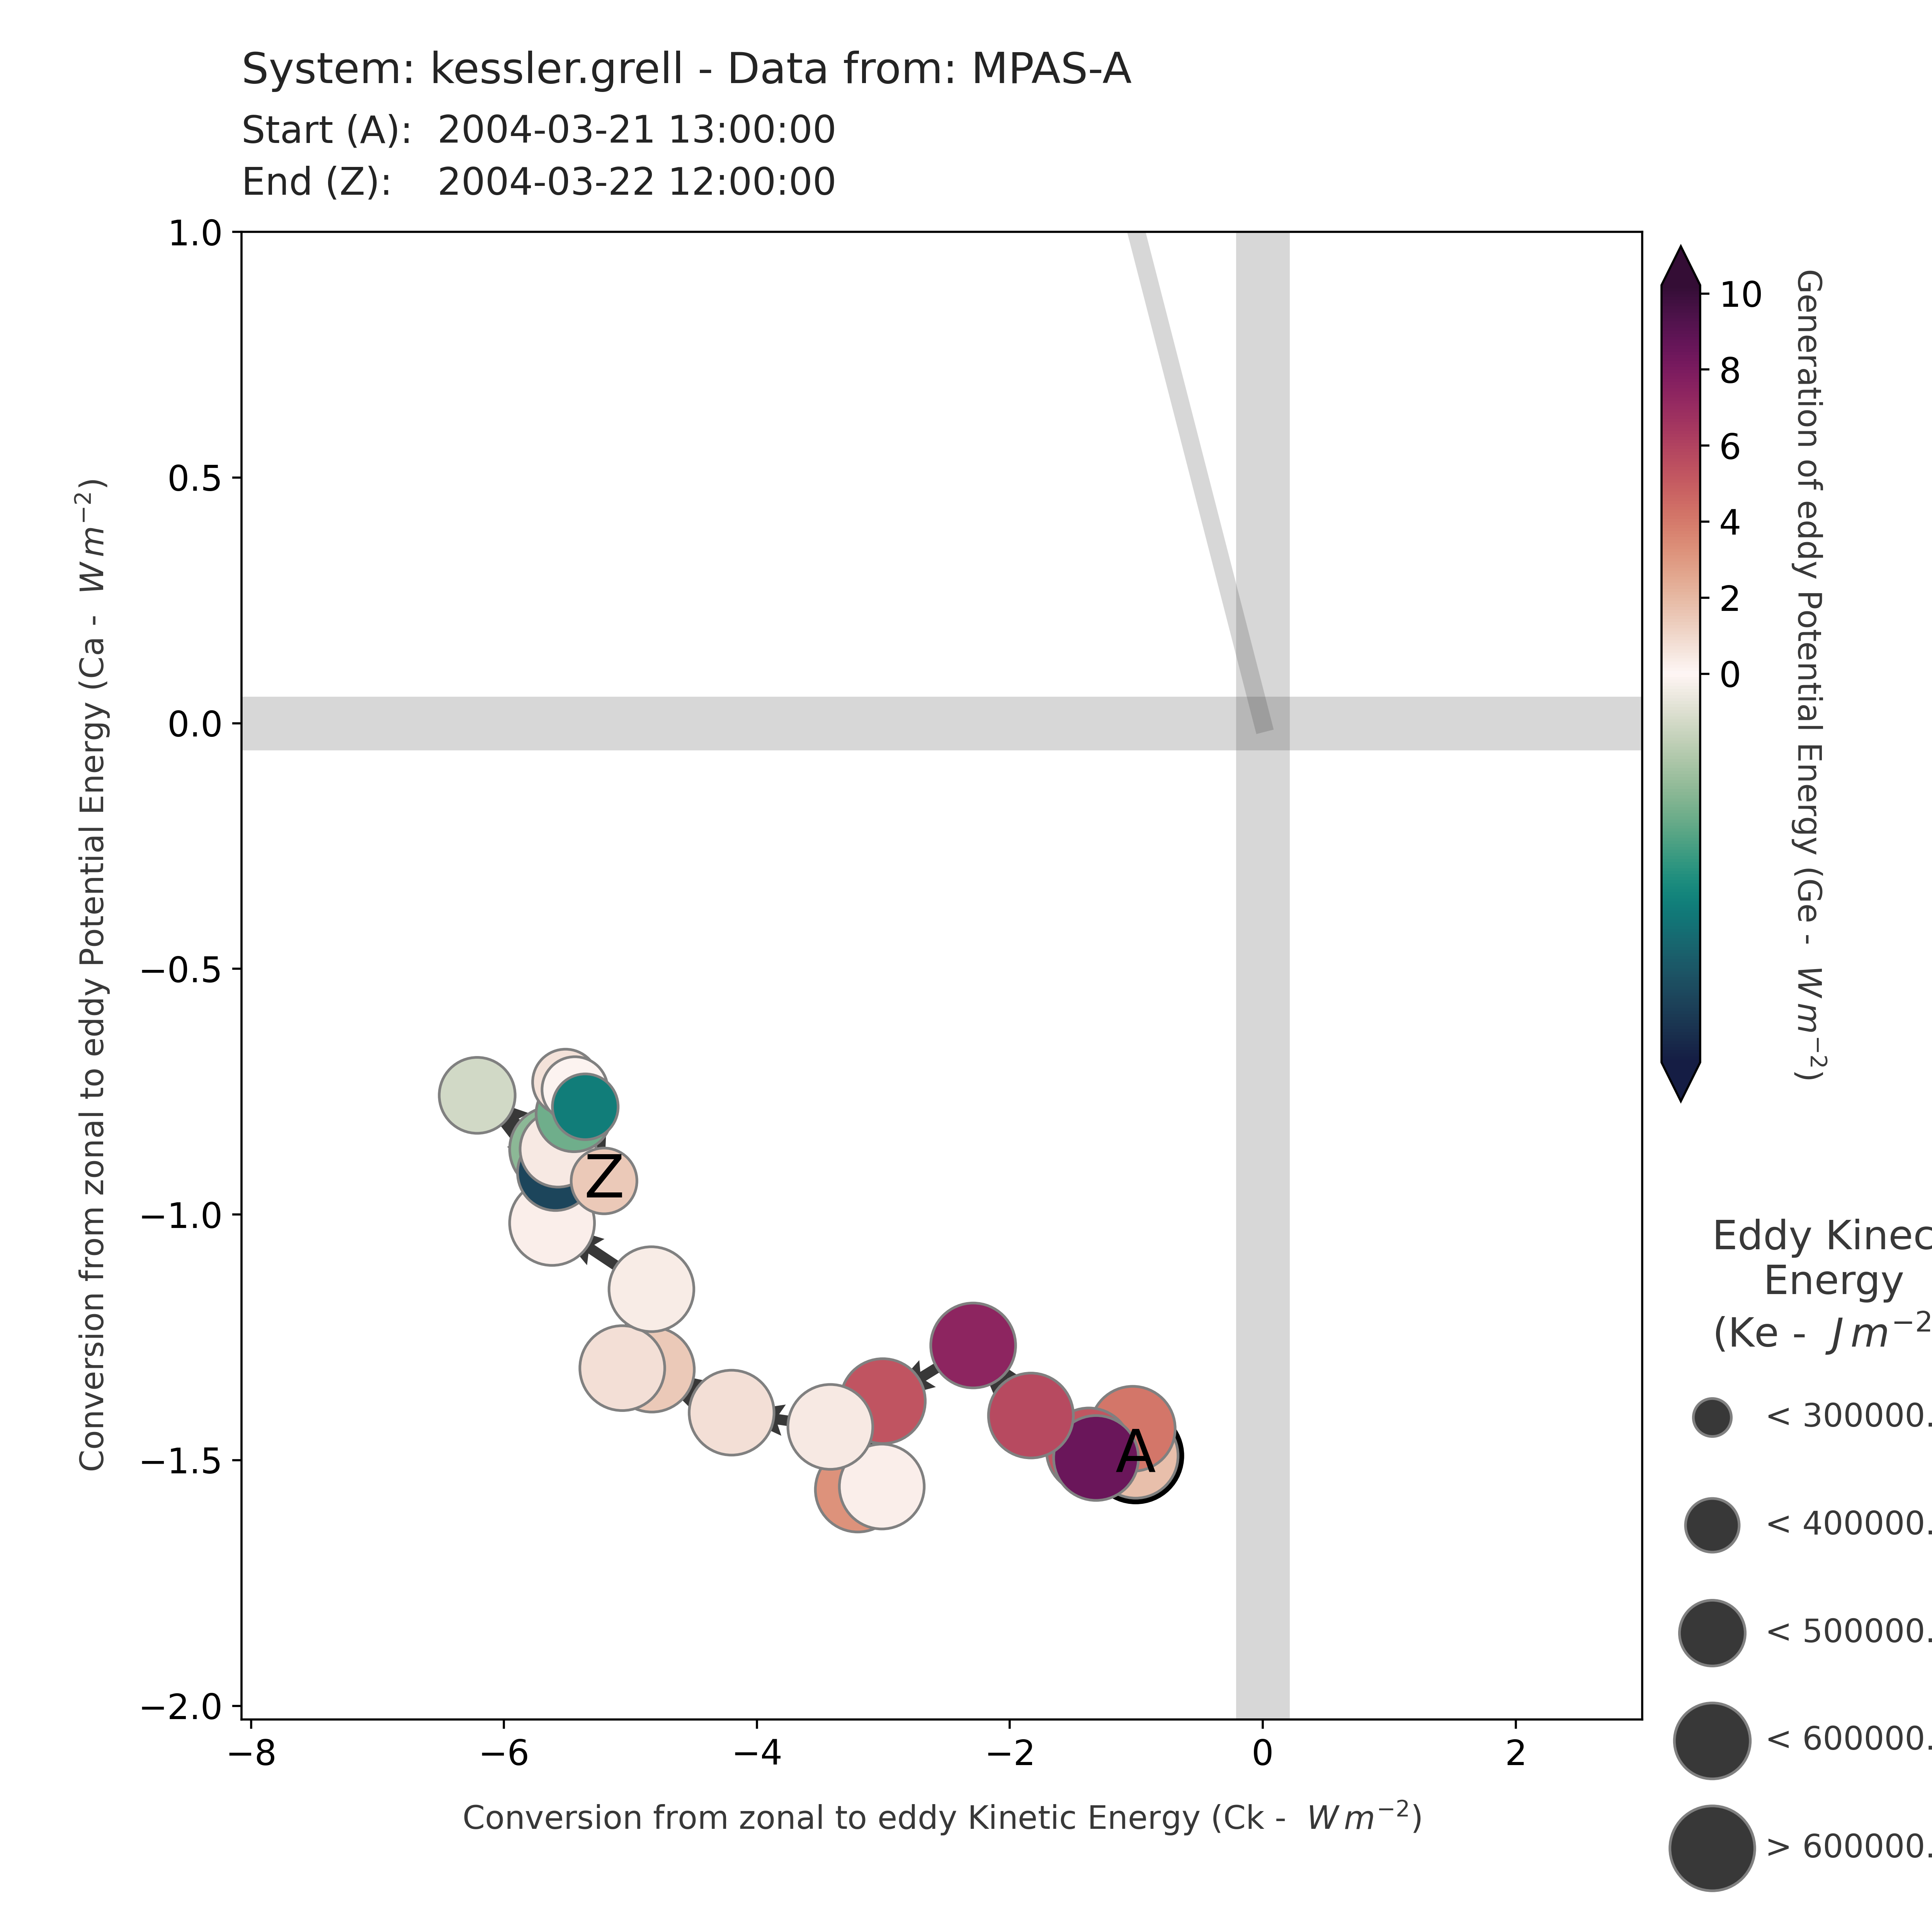 System: kessler.grell - Data from: MPAS-A
Start (A): 2004-03-21 13:00:00
End (Z): 2004-03-22 12:00:00
1.0
0.5
0.0
−0.5
−1.0
−1.5
−2.0
Conversion from zonal to eddy Potential Energy (Ca - W m⁻²)
−8
−6
−4
−2
0
2
Conversion from zonal to eddy Kinetic Energy (Ck - W m⁻²)
A
Z
10
8
6
4
2
0
Generation of eddy Potential Energy (Ge - W m⁻²)
Eddy Kinec
Energy
(Ke - J m⁻²
< 300000.
< 400000.
< 500000.
< 600000.
> 600000.